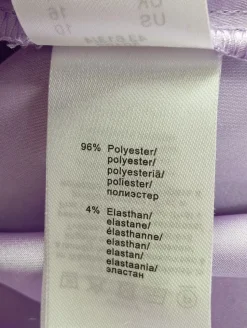 96% Polyester/
polyester/
polyesteriä/
poliester/
полиэстер
4% Elasthan/
elastane/
élasthanne/
elasthan/
elastan/
elastaania/
эластан